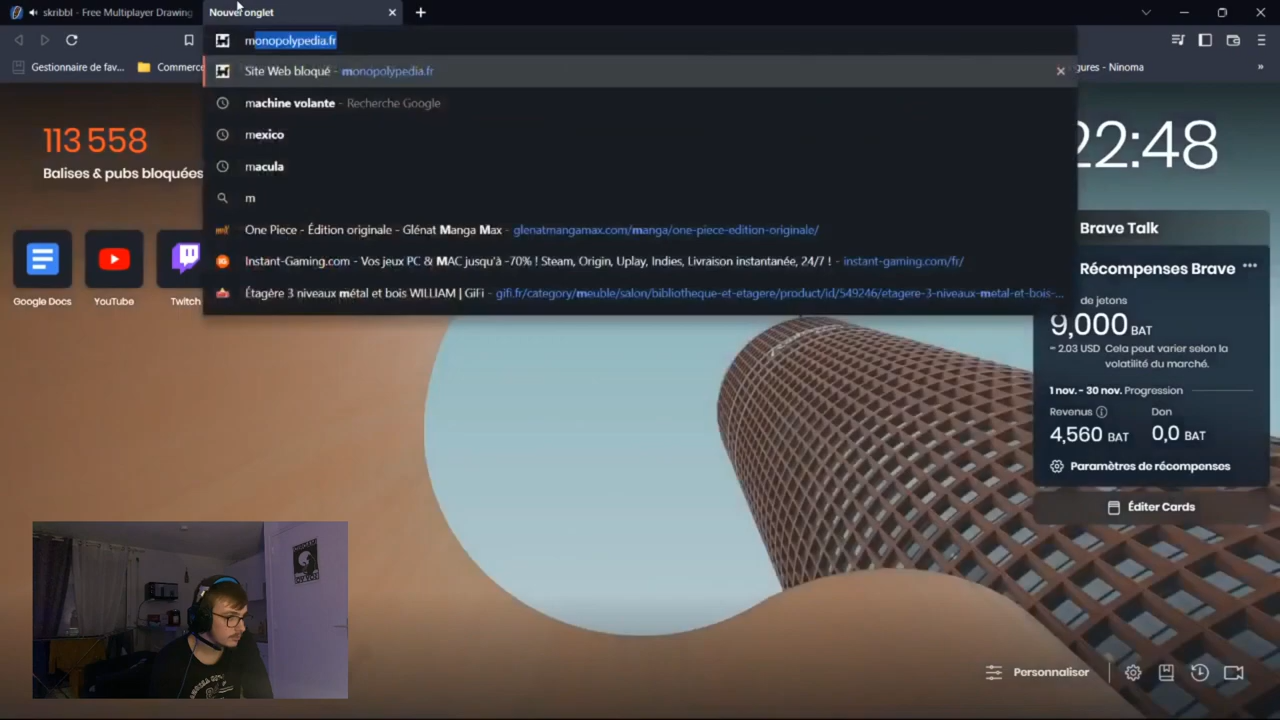 skribbl - Free Multiplayer Drawing
Nouvel onglet
monopolypedia.fr
Gestionnaire de fav...
Commerce
gures - Ninoma
»
Site Web bloqué - monopolypedia.fr
machine volante - Recherche Google
mexico
macula
m
One Piece - Édition originale - Glénat Manga Max - glenatmangamax.com/manga/one-piece-edition-originale/
Instant-Gaming.com - Vos jeux PC & MAC jusqu'à -70% ! Steam, Origin, Uplay, Indies, Livraison instantanée, 24/7 ! - instant-gaming.com/fr/
Étagère 3 niveaux métal et bois WILLIAM | GiFi - gifi.fr/category/meuble/salon/bibliotheque-et-etagere/product/id/549246/etagere-3-niveaux-metal-et-bois-...
113 558
Balises & pubs bloquées
22:48
Google Docs
YouTube
Twitch
Brave Talk
Récompenses Brave
de jetons
9,000 BAT
≈ 2.03 USD Cela peut varier selon la
volatilité du marché.
1 nov. - 30 nov. Progression
Revenus
Don
4,560 BAT
0,0 BAT
Paramètres de récompenses
Éditer Cards
Personnaliser